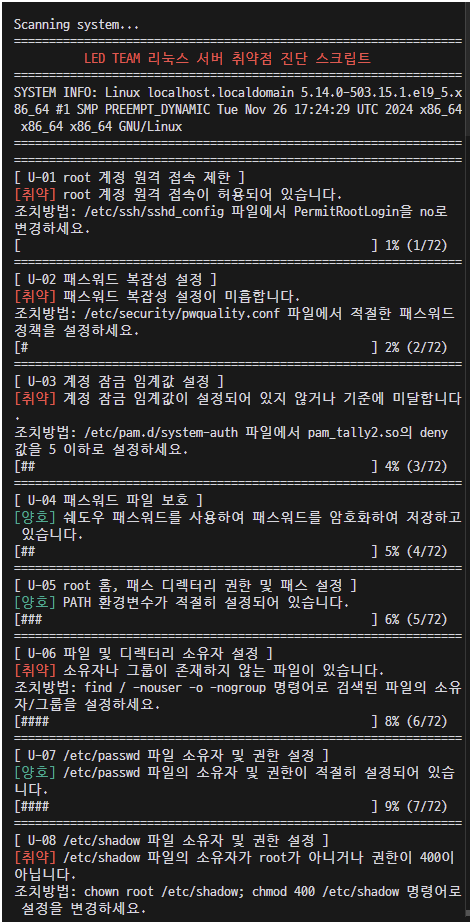 Scanning system...
================================================================
LED TEAM 리눅스 서버 취약점 진단 스크립트
================================================================
SYSTEM INFO: Linux localhost.localdomain 5.14.0-503.15.1.el9_5.x
86_64 #1 SMP PREEMPT_DYNAMIC Tue Nov 26 17:24:29 UTC 2024 x86_64
x86_64 x86_64 GNU/Linux
================================================================
================================================================
[ U-01 root 계정 원격 접속 제한 ]
[취약] root 계정 원격 접속이 허용되어 있습니다.
조치방법: /etc/ssh/sshd_config 파일에서 PermitRootLogin을 no로
변경하세요.
[                                                  ] 1% (1/72)
================================================================
[ U-02 패스워드 복잡성 설정 ]
[취약] 패스워드 복잡성 설정이 미흡합니다.
조치방법: /etc/security/pwquality.conf 파일에서 적절한 패스워드
정책을 설정하세요.
[#                                                 ] 2% (2/72)
================================================================
[ U-03 계정 잠금 임계값 설정 ]
[취약] 계정 잠금 임계값이 설정되어 있지 않거나 기준에 미달합니다
.
조치방법: /etc/pam.d/system-auth 파일에서 pam_tally2.so의 deny
값을 5 이하로 설정하세요.
[##                                                ] 4% (3/72)
================================================================
[ U-04 패스워드 파일 보호 ]
[양호] 쉐도우 패스워드를 사용하여 패스워드를 암호화하여 저장하고
있습니다.
[##                                                ] 5% (4/72)
================================================================
[ U-05 root 홈, 패스 디렉터리 권한 및 패스 설정 ]
[양호] PATH 환경변수가 적절히 설정되어 있습니다.
[###                                               ] 6% (5/72)
================================================================
[ U-06 파일 및 디렉터리 소유자 설정 ]
[취약] 소유자나 그룹이 존재하지 않는 파일이 있습니다.
조치방법: find / -nouser -o -nogroup 명령어로 검색된 파일의 소유
자/그룹을 설정하세요.
[####                                              ] 8% (6/72)
================================================================
[ U-07 /etc/passwd 파일 소유자 및 권한 설정 ]
[양호] /etc/passwd 파일의 소유자 및 권한이 적절히 설정되어 있습
니다.
[####                                              ] 9% (7/72)
================================================================
[ U-08 /etc/shadow 파일 소유자 및 권한 설정 ]
[취약] /etc/shadow 파일의 소유자가 root가 아니거나 권한이 400이
아닙니다.
조치방법: chown root /etc/shadow; chmod 400 /etc/shadow 명령어로
설정을 변경하세요.